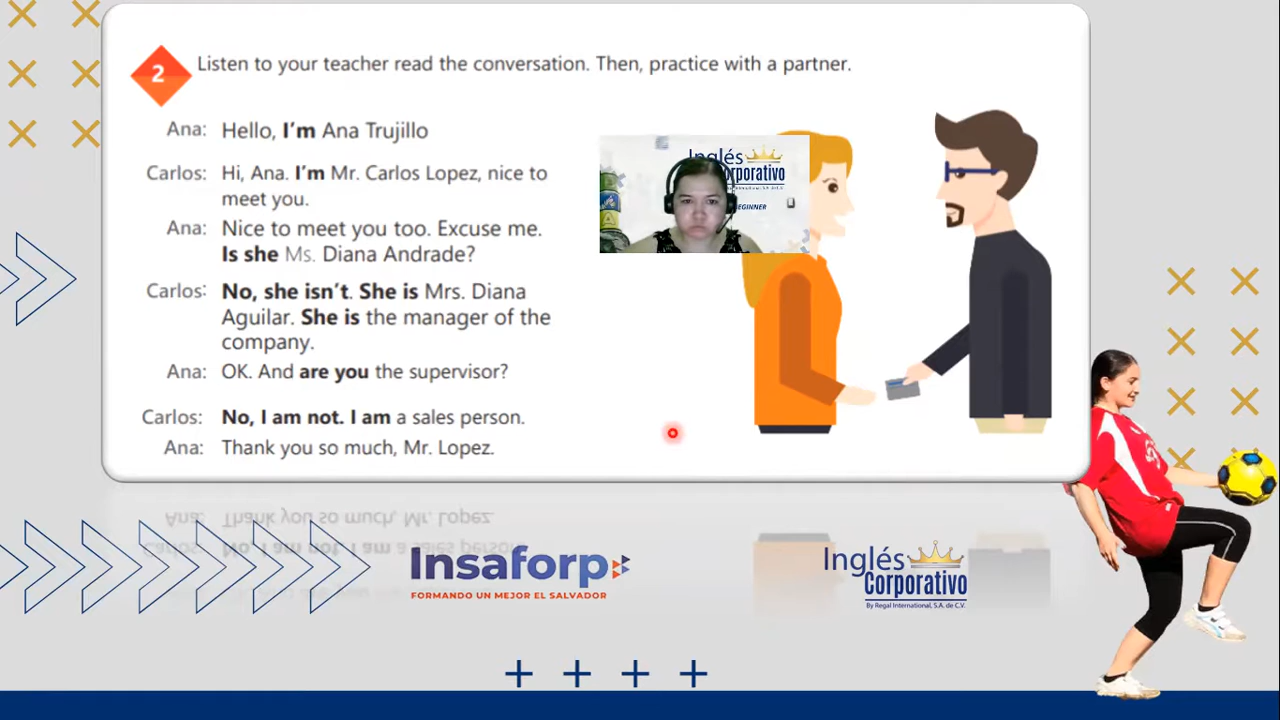 2
Listen to your teacher read the conversation. Then, practice with a partner.
Ana: Hello, I'm Ana Trujillo
Carlos: Hi, Ana. I'm Mr. Carlos Lopez, nice to
meet you.
Ana: Nice to meet you too. Excuse me.
Is she Ms. Diana Andrade?
Carlos: No, she isn't. She is Mrs. Diana
Aguilar. She is the manager of the
company.
Ana: OK. And are you the supervisor?
Carlos: No, I am not. I am a sales person.
Ana: Thank you so much, Mr. Lopez.
Inglés
Corporativo
Insaforp
FORMANDO UN MEJOR EL SALVADOR
Inglés
Corporativo
By Regal International, S.A. de C.V.